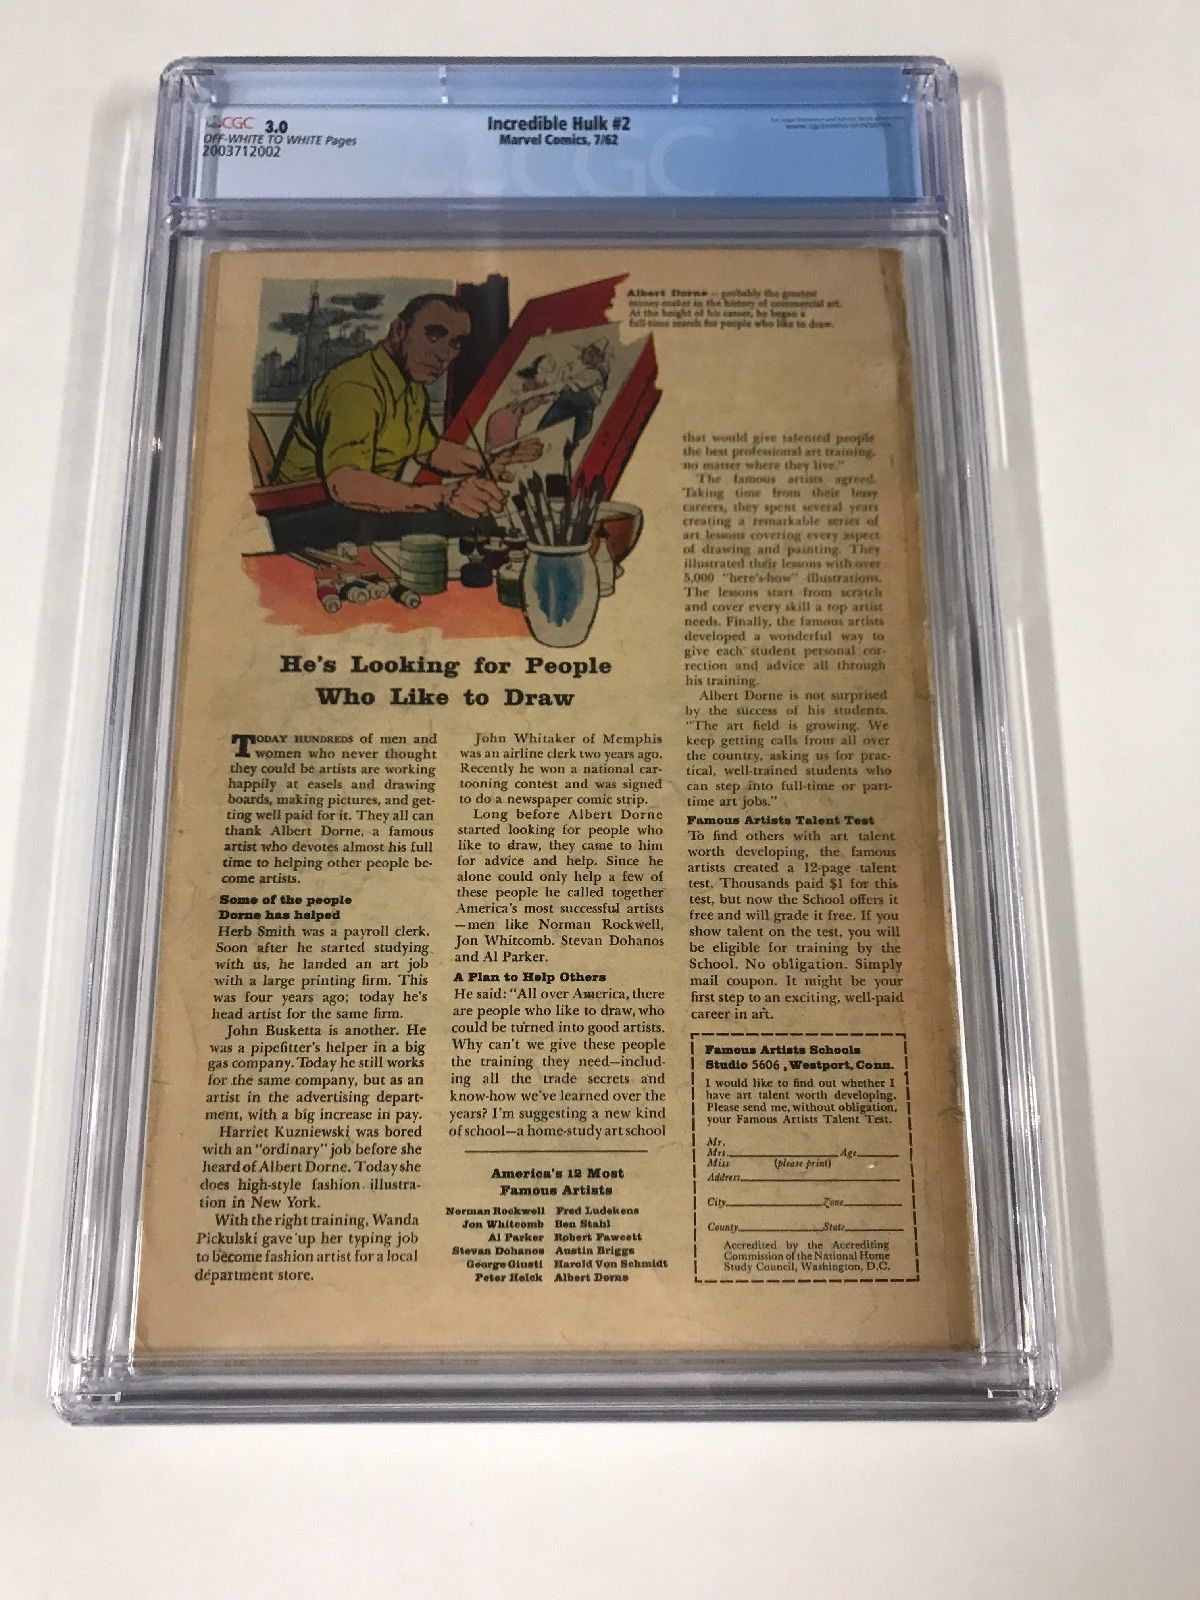 CGC 3.0
OFF-WHITE TO WHITE Pages
2003712002
Incredible Hulk #2
Marvel Comics, 7/62
CGC
Albert Dorne – probably the greatest
money-maker in the history of commercial art.
At the height of his career, he began a
full-time search for people who like to draw.
He's Looking for People
Who Like to Draw
TODAY HUNDREDS of men and
women who never thought
they could be artists are working
happily at easels and drawing
boards, making pictures, and get-
ting well paid for it. They all can
thank Albert Dorne, a famous
artist who devotes almost his full
time to helping other people be-
come artists.
Some of the people
Dorne has helped
Herb Smith was a payroll clerk.
Soon after he started studying
with us, he landed an art job
with a large printing firm. This
was four years ago; today he's
head artist for the same firm.
John Busketta is another. He
was a pipefitter's helper in a big
gas company. Today he still works
for the same company, but as an
artist in the advertising depart-
ment, with a big increase in pay.
Harriet Kuzniewski was bored
with an "ordinary" job before she
heard of Albert Dorne. Today she
does high-style fashion illustra-
tion in New York.
With the right training, Wanda
Pickulski gave up her typing job
to become fashion artist for a local
department store.
John Whitaker of Memphis
was an airline clerk two years ago.
Recently he won a national car-
tooning contest and was signed
to do a newspaper comic strip.
Long before Albert Dorne
started looking for people who
like to draw, they came to him
for advice and help. Since he
alone could only help a few of
these people he called together
America's most successful artists
—men like Norman Rockwell,
Jon Whitcomb. Stevan Dohanos
and Al Parker.
A Plan to Help Others
He said: "All over America, there
are people who like to draw, who
could be turned into good artists.
Why can't we give these people
the training they need—includ-
ing all the trade secrets and
know-how we've learned over the
years? I'm suggesting a new kind
of school—a home-study art school
America's 12 Most
Famous Artists
Norman Rockwell Fred Ludekens
Jon Whitcomb Ben Stahl
Al Parker Robert Fawcett
Stevan Dohanos Austin Briggs
George Giusti Harold Von Schmidt
Peter Helck Albert Dorne
that would give talented people
the best professional art training,
no matter where they live."
The famous artists agreed.
Taking time from their busy
careers, they spent several years
creating a remarkable series of
art lessons covering every aspect
of drawing and painting. They
illustrated their lessons with over
5,000 "here's-how" illustrations.
The lessons start from scratch
and cover every skill a top artist
needs. Finally, the famous artists
developed a wonderful way to
give each student personal cor-
rection and advice all through
his training.
Albert Dorne is not surprised
by the success of his students.
"The art field is growing. We
keep getting calls from all over
the country, asking us for prac-
tical, well-trained students who
can step into full-time or part-
time art jobs."
Famous Artists Talent Test
To find others with art talent
worth developing, the famous
artists created a 12-page talent
test. Thousands paid $1 for this
test, but now the School offers it
free and will grade it free. If you
show talent on the test, you will
be eligible for training by the
School. No obligation. Simply
mail coupon. It might be your
first step to an exciting, well-paid
career in art.
Famous Artists Schools
Studio 5606, Westport, Conn.
I would like to find out whether I
have art talent worth developing.
Please send me, without obligation,
your Famous Artists Talent Test.
Mr.
Mrs. Age
Miss (please print)
Address
City Zone
County State
Accredited by the Accrediting
Commission of the National Home
Study Council, Washington, D.C.